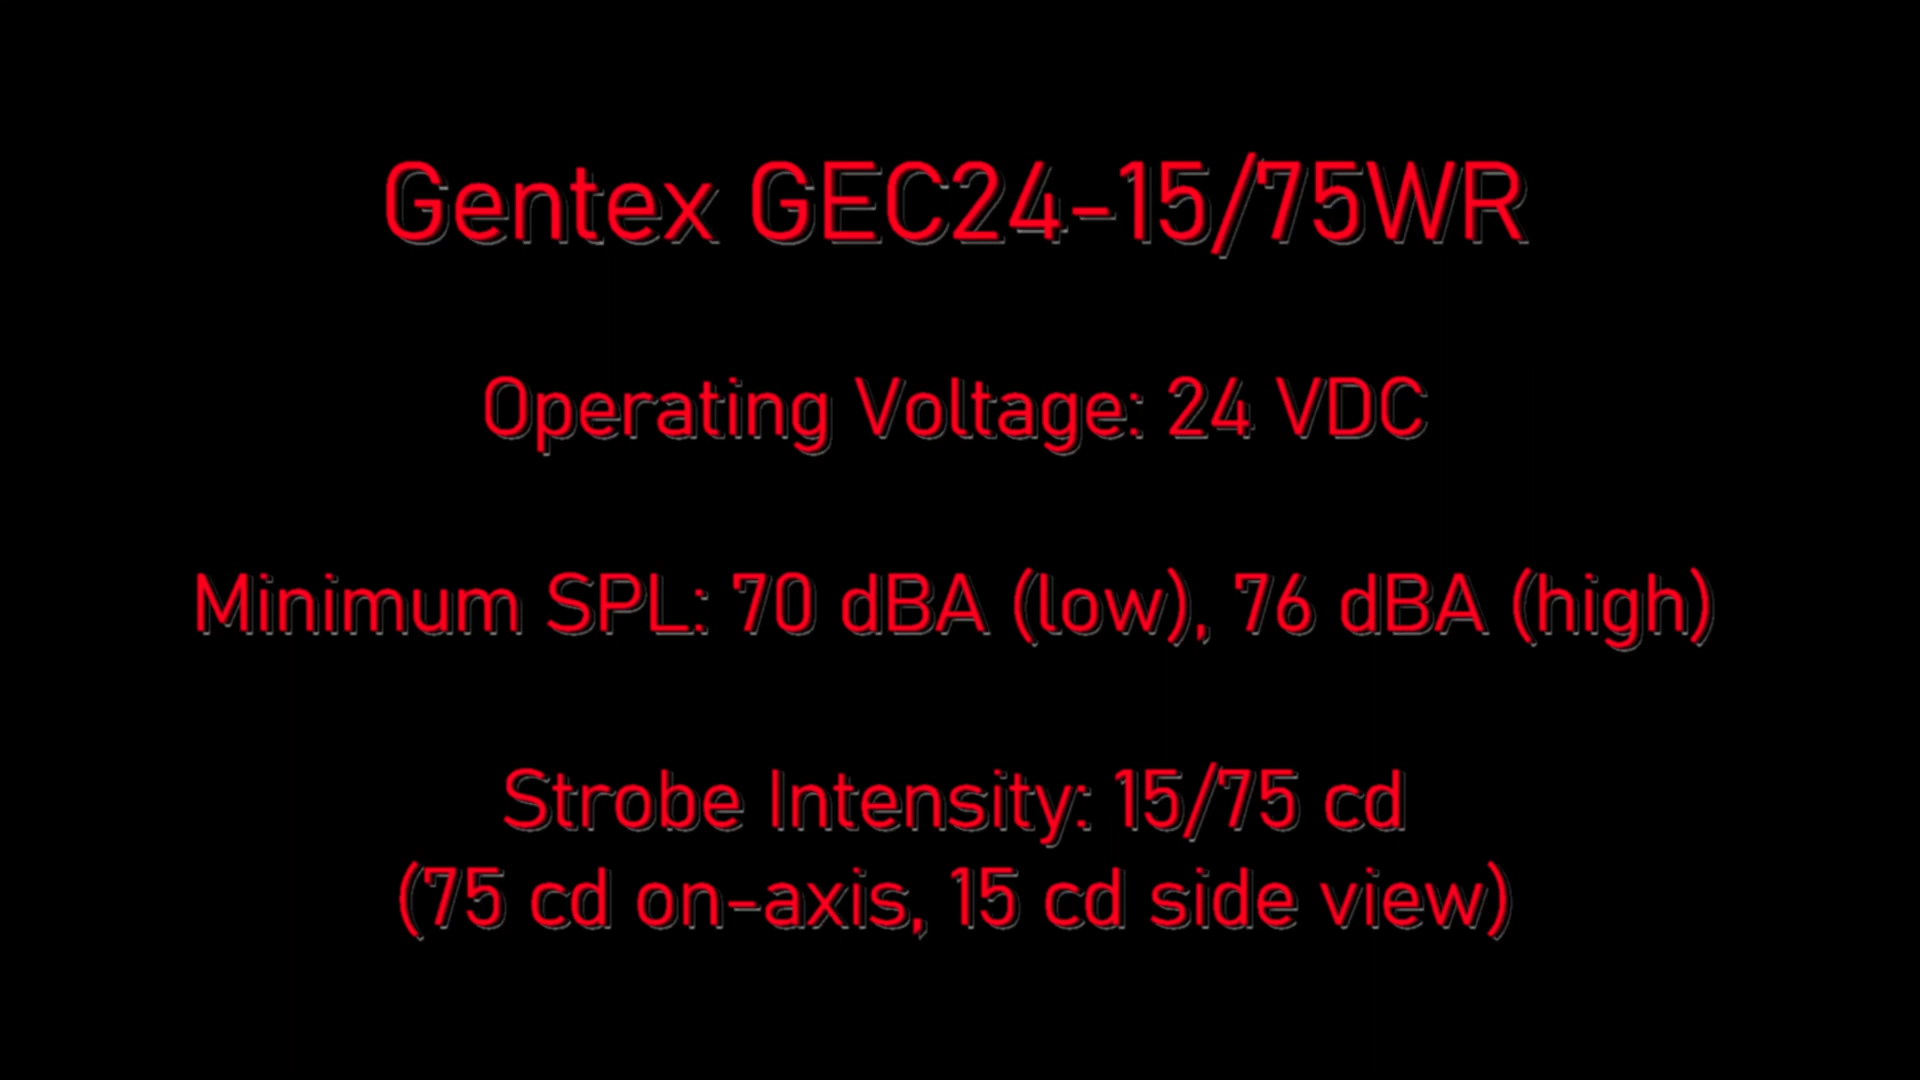 Gentex GEC24-15/75WR
Operating Voltage: 24 VDC
Minimum SPL: 70 dBA (low), 76 dBA (high)
Strobe Intensity: 15/75 cd
(75 cd on-axis, 15 cd side view)